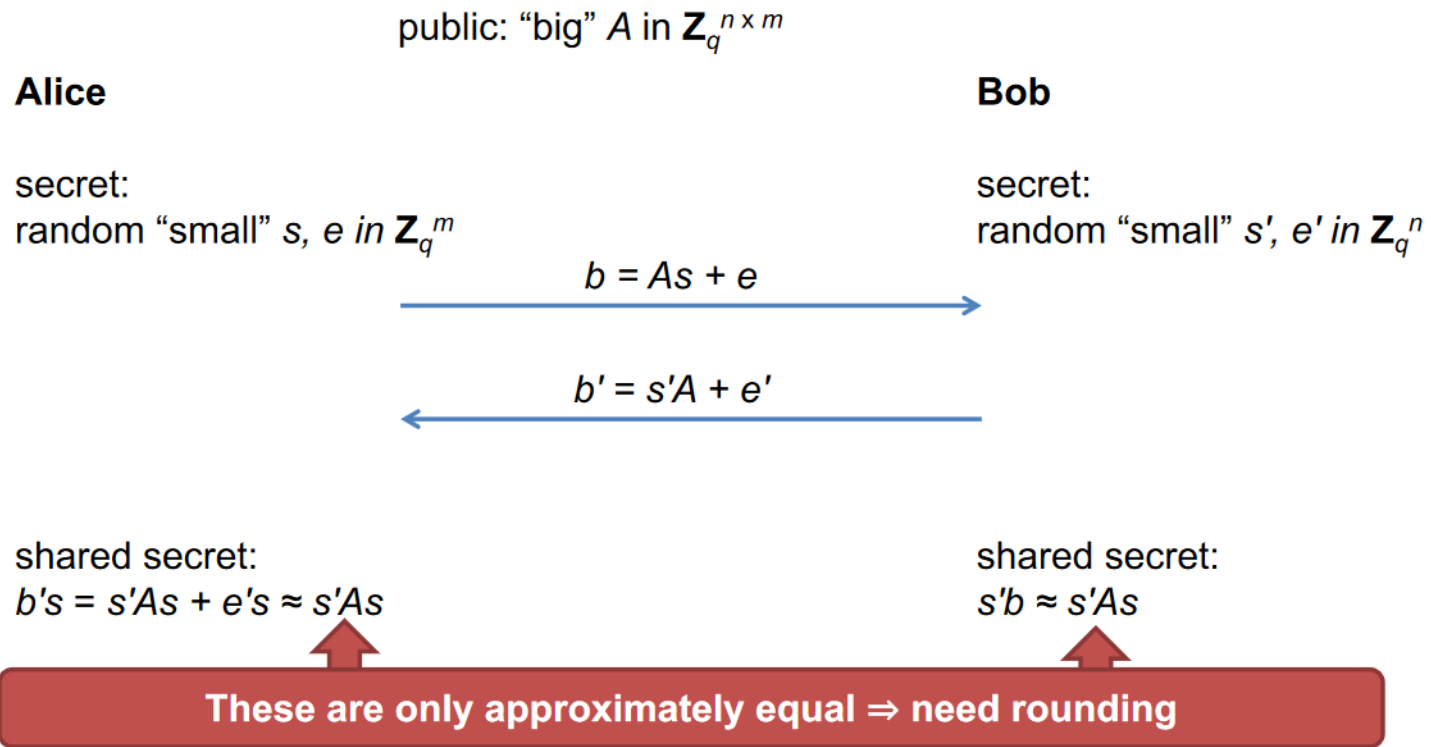 public: “big” A in Z_q^{n x m}
Alice
Bob
secret:
random “small” s, e in Z_q^m
secret:
random “small” s', e' in Z_q^n
b = As + e
b' = s'A + e'
shared secret:
b's = s'As + e's ≈ s'As
shared secret:
s'b ≈ s'As
These are only approximately equal ⇒ need rounding